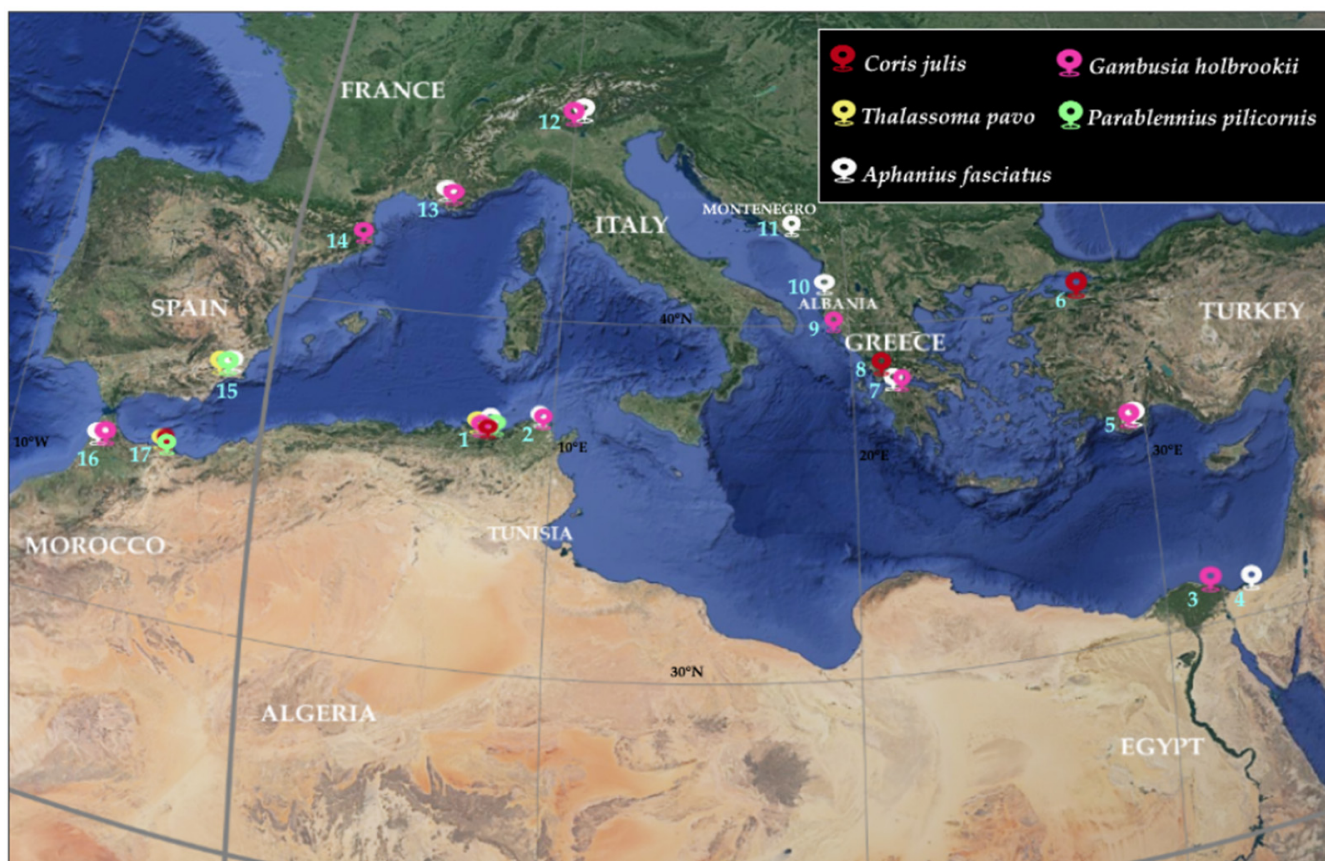 FRANCE
Coris julis
Gambusia holbrookii
Thalassoma pavo
Parablennius pilicornis
Aphanius fasciatus
12
13
14
ITALY
MONTENEGRO
11
10
ALBANIA
9
6
TURKEY
SPAIN
40°N
GREECE
8
7
15
5
10°W
16
17
1
2
10°E
20°E
30°E
MOROCCO
TUNISIA
3
4
30°N
ALGERIA
EGYPT